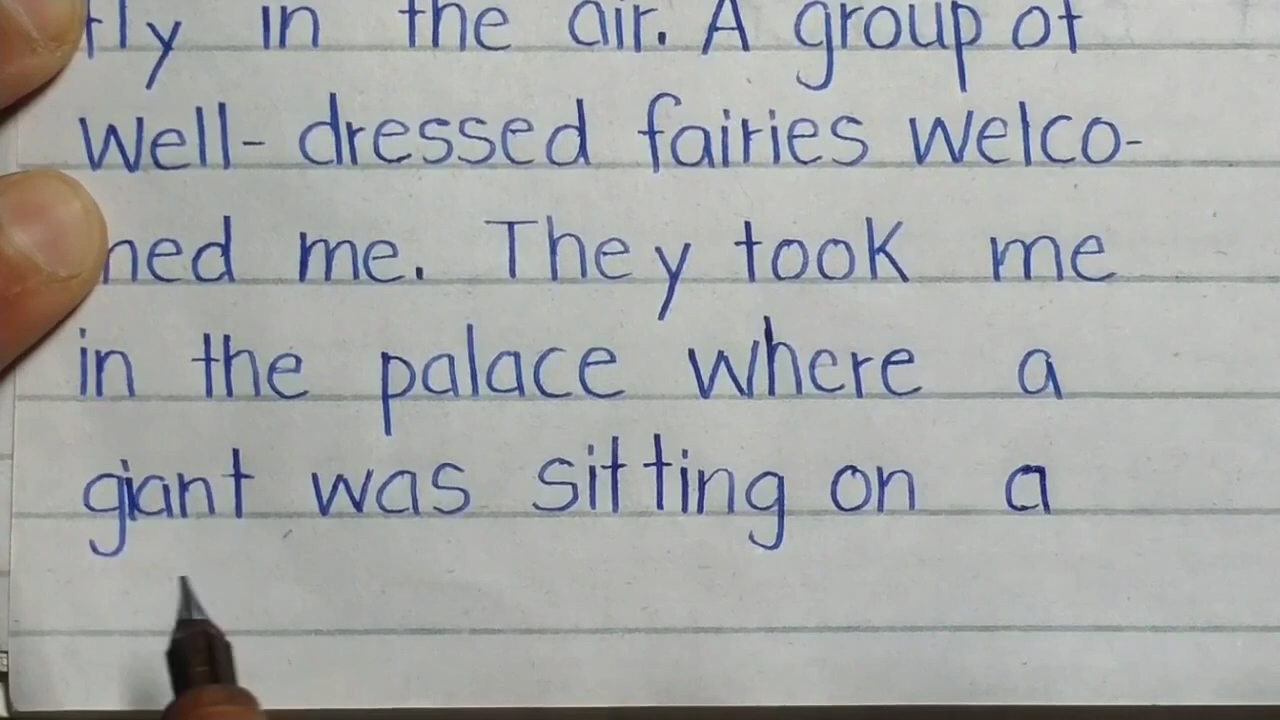 fly in the air. A group of
well-dressed fairies welco-
med me. They took me
in the palace where a
giant was sitting on a